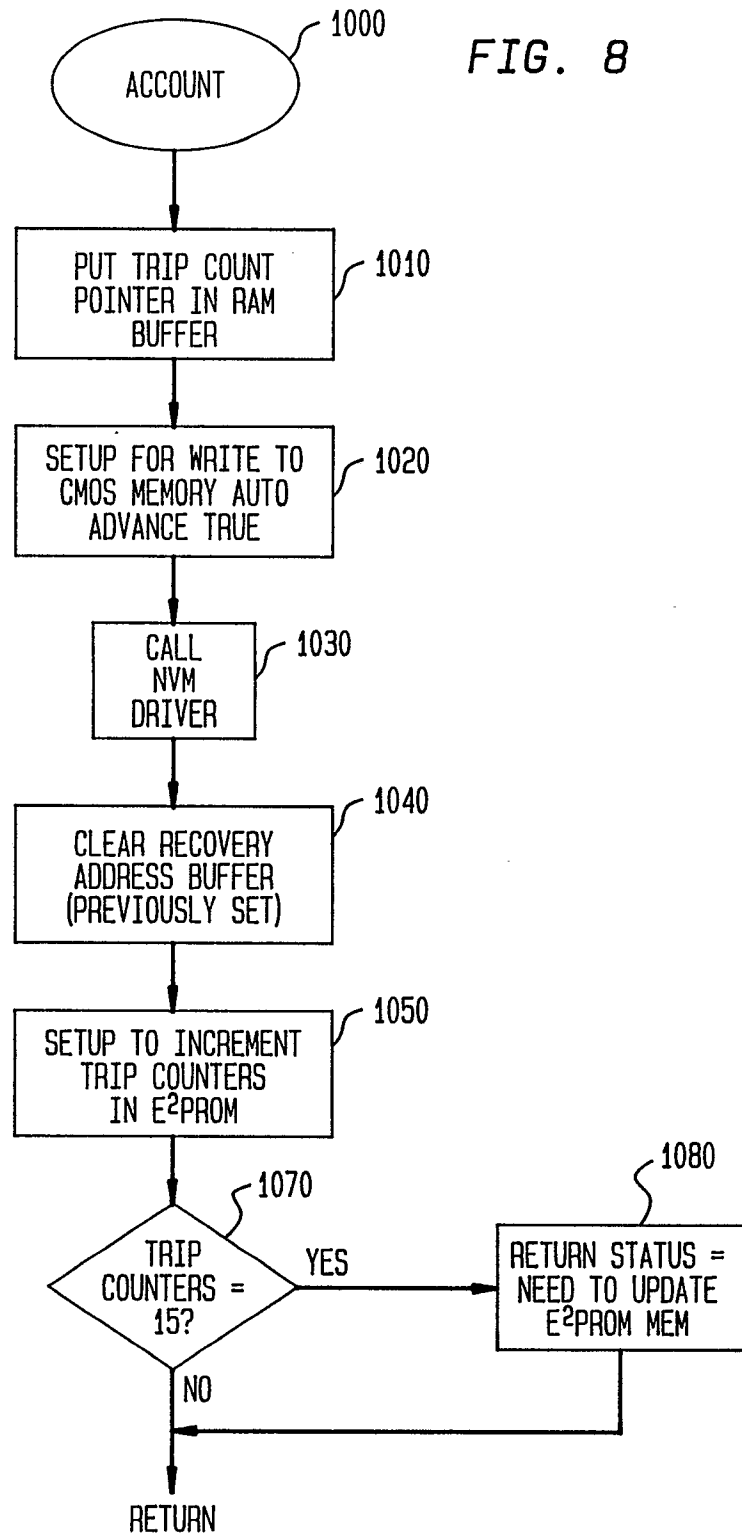 1000
FIG. 8
ACCOUNT
PUT TRIP COUNT
POINTER IN RAM
BUFFER
1010
SETUP FOR WRITE TO
CMOS MEMORY AUTO
ADVANCE TRUE
1020
CALL
NVM
DRIVER
1030
CLEAR RECOVERY
ADDRESS BUFFER
(PREVIOUSLY SET)
1040
SETUP TO INCREMENT
TRIP COUNTERS
IN E²PROM
1050
TRIP
COUNTERS =
15?
1070
YES
NO
1080
RETURN STATUS =
NEED TO UPDATE
E²PROM MEM
RETURN